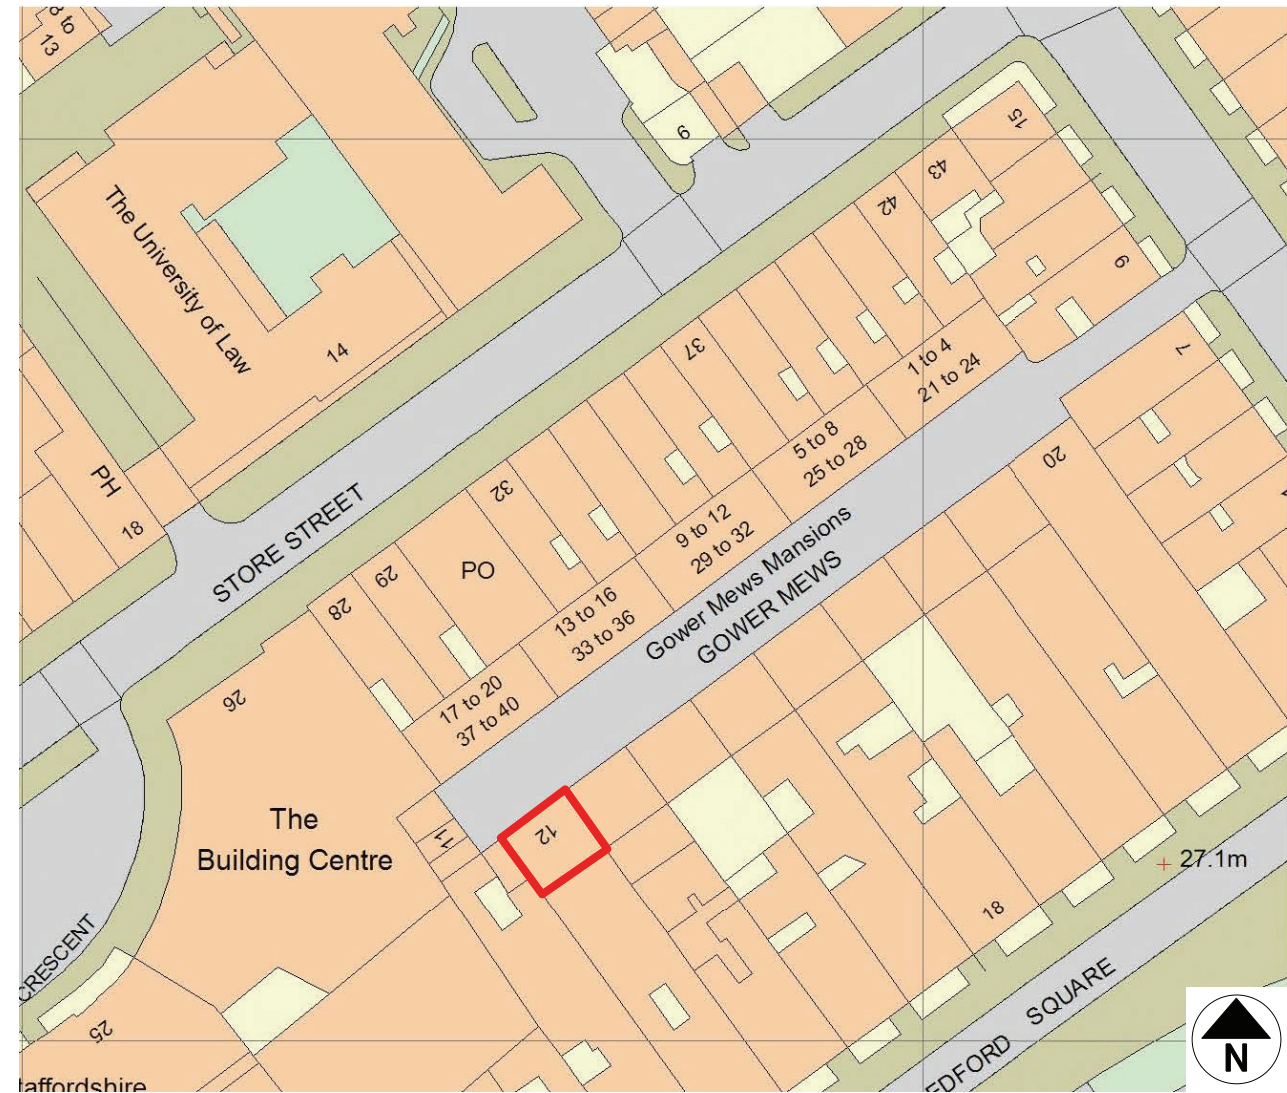 8 to
13
The University of Law
14
9
15
43
42
6
37
1 to 4
21 to 24
7
5 to 8
25 to 28
20
PH
18
STORE STREET
32
9 to 12
29 to 32
Gower Mews Mansions
GOWER MEWS
PO
29
28
13 to 16
33 to 36
26
17 to 20
37 to 40
The
Building Centre
11
12
27.1m
18
CRESCENT
25
EDFORD SQUARE
taffordshire
N